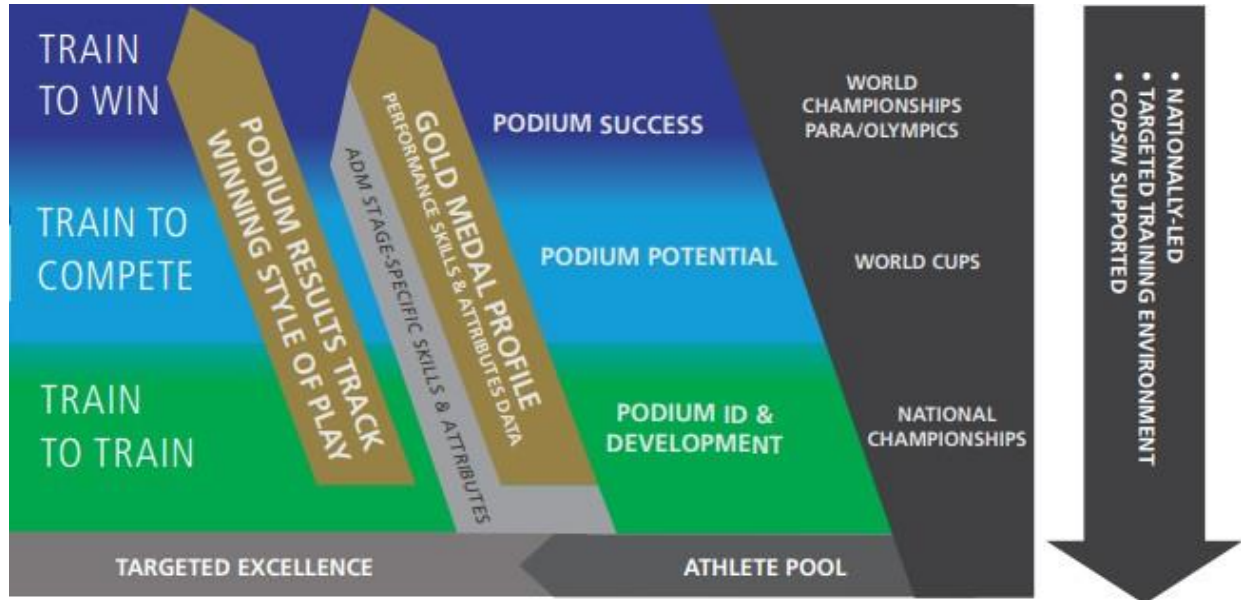 TRAIN
TO WIN
TRAIN TO
COMPETE
TRAIN
TO TRAIN
PODIUM RESULTS TRACK
WINNING STYLE OF PLAY
ADM STAGE-SPECIFIC SKILLS & ATTRIBUTES
GOLD MEDAL PROFILE
PERFORMANCE SKILLS & ATTRIBUTES DATA
PODIUM SUCCESS
PODIUM POTENTIAL
PODIUM ID &
DEVELOPMENT
WORLD
CHAMPIONSHIPS
PARA/OLYMPICS
WORLD CUPS
NATIONAL
CHAMPIONSHIPS
• NATIONALLY-LED
• TARGETED TRAINING ENVIRONMENT
• COPSIN SUPPORTED
TARGETED EXCELLENCE
ATHLETE POOL